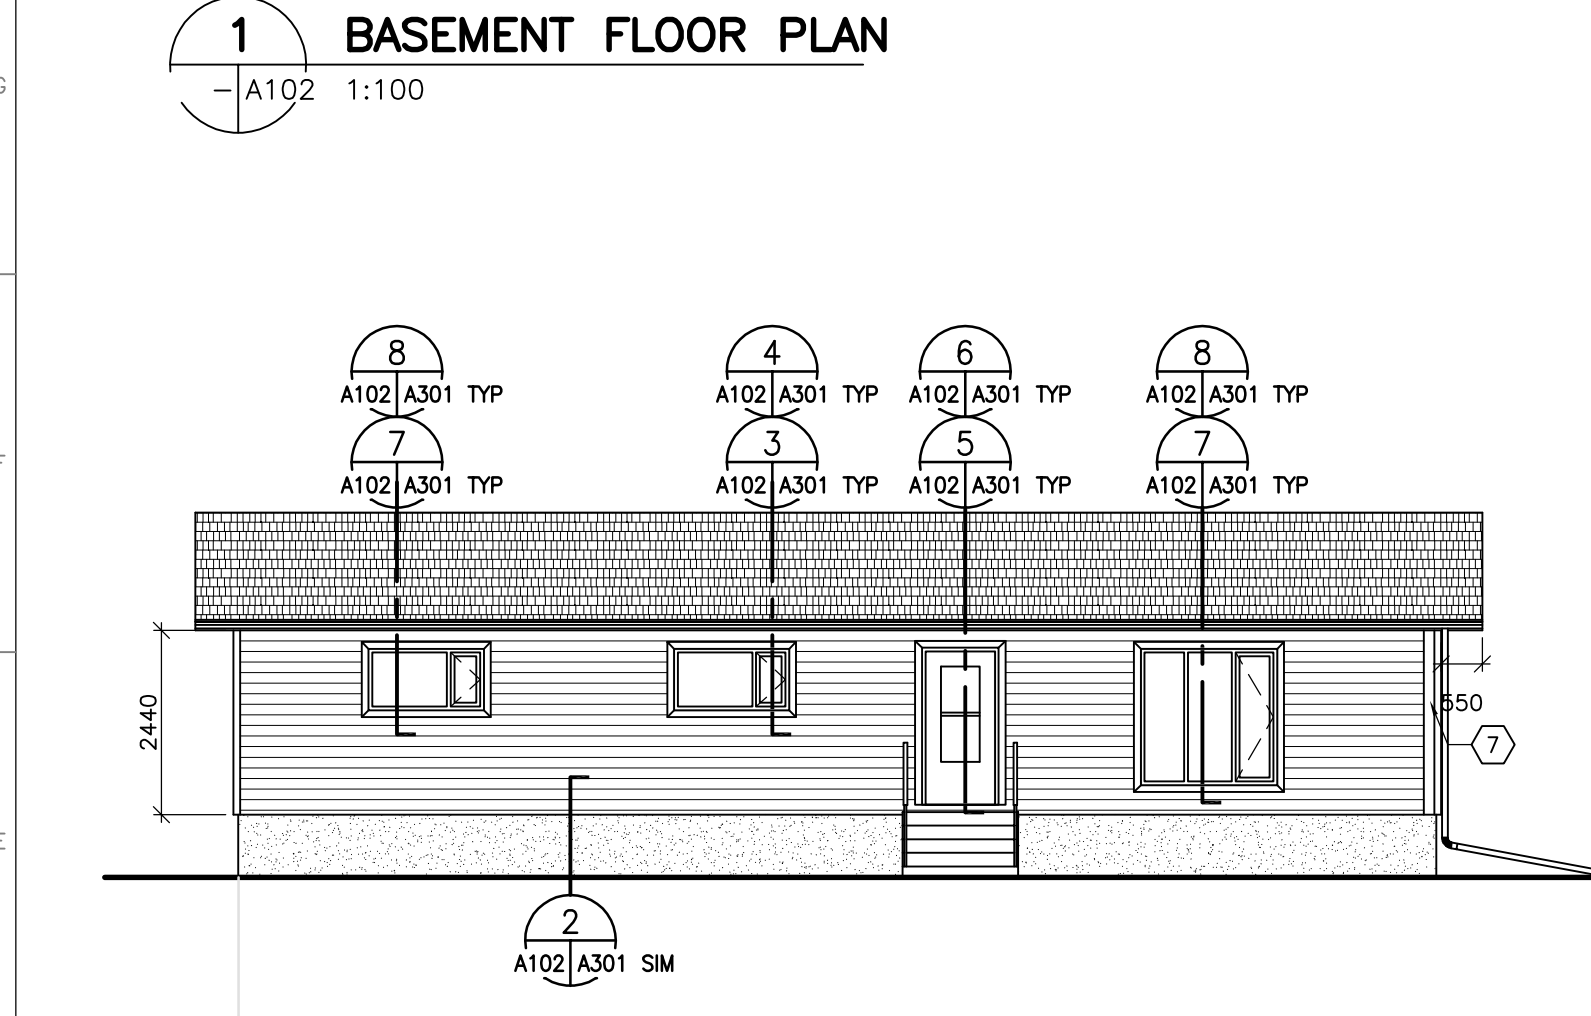 1 BASEMENT FLOOR PLAN
– A102 1:100
G
8 4 6 8
A102 A301 TYP A102 A301 TYP A102 A301 TYP A102 A301 TYP
7 3 5 7
F
A102 A301 TYP A102 A301 TYP A102 A301 TYP A102 A301 TYP
2440
550
7
E
2
A102 A301 SIM